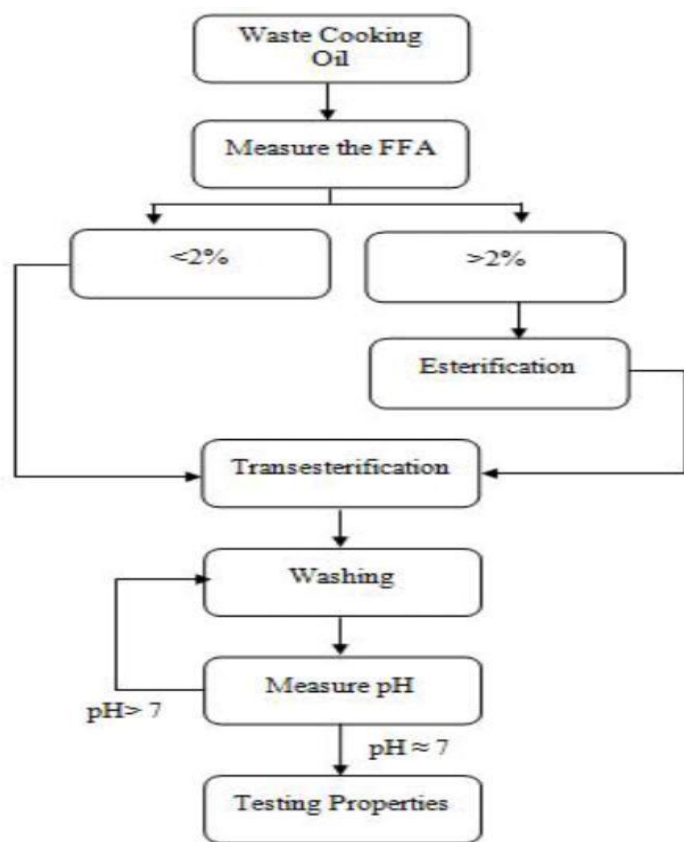 Waste Cooking
Oil
Measure the FFA
<2%
>2%
Esterification
Transesterification
Washing
Measure pH
pH> 7
pH ≈ 7
Testing Properties